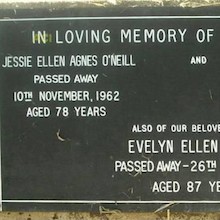 IN LOVING MEMORY OF
JESSIE ELLEN AGNES O'NEILL AND
PASSED AWAY
10TH NOVEMBER, 1962
AGED 78 YEARS
ALSO OF OUR BELOVE
EVELYN ELLEN
PASSED AWAY-26TH
AGED 87 YE